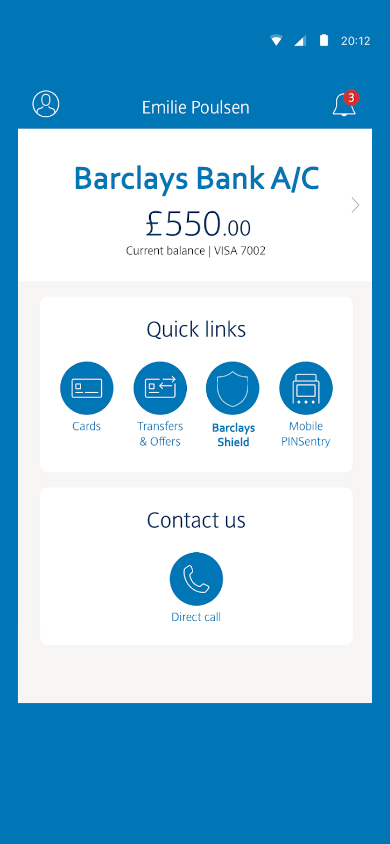 20:12
Emilie Poulsen
3
Barclays Bank A/C
£550.00
Current balance | VISA 7002
Quick links
Cards
Transfers
& Offers
Barclays
Shield
Mobile
PINSentry
Contact us
Direct call